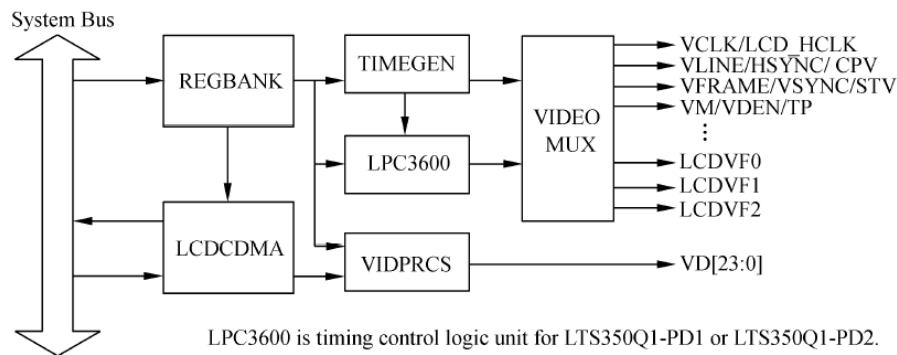 System Bus
REGBANK
TIMEGEN
LPC3600
VIDEO
MUX
VCLK/LCD_HCLK
VLINE/HSYNC/ CPV
VFRAME/VSYNC/STV
VM/VDEN/TP
⋮
LCDVF0
LCDVF1
LCDVF2
LCDCDMA
VIDPRCS
VD[23:0]
LPC3600 is timing control logic unit for LTS350Q1-PD1 or LTS350Q1-PD2.